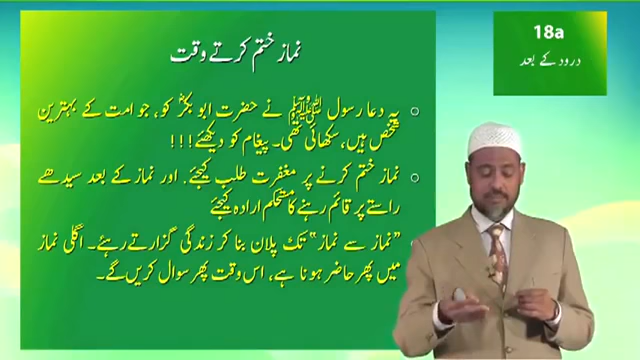 نماز ختم کرتے وقت
یہ دعا رسول ﷺ نے حضرت ابو بکرؓ کو، جو امت کے بہترین
شخص ہیں، سکھائی تھی۔ پیغام کو دیکھئے!!!
نماز ختم کرنے پر مغفرت طلب کیجئے۔ اور نماز کے بعد سیدھے
راستے پر قائم رہنے کا مستحکم ارادہ کیجئے
”نماز سے نماز“ تک پلان بنا کر زندگی گزارتے رہئے۔ اگلی نماز
میں پھر حاضر ہونا ہے، اس وقت پھر سوال کریں گے۔
18a
درود کے بعد